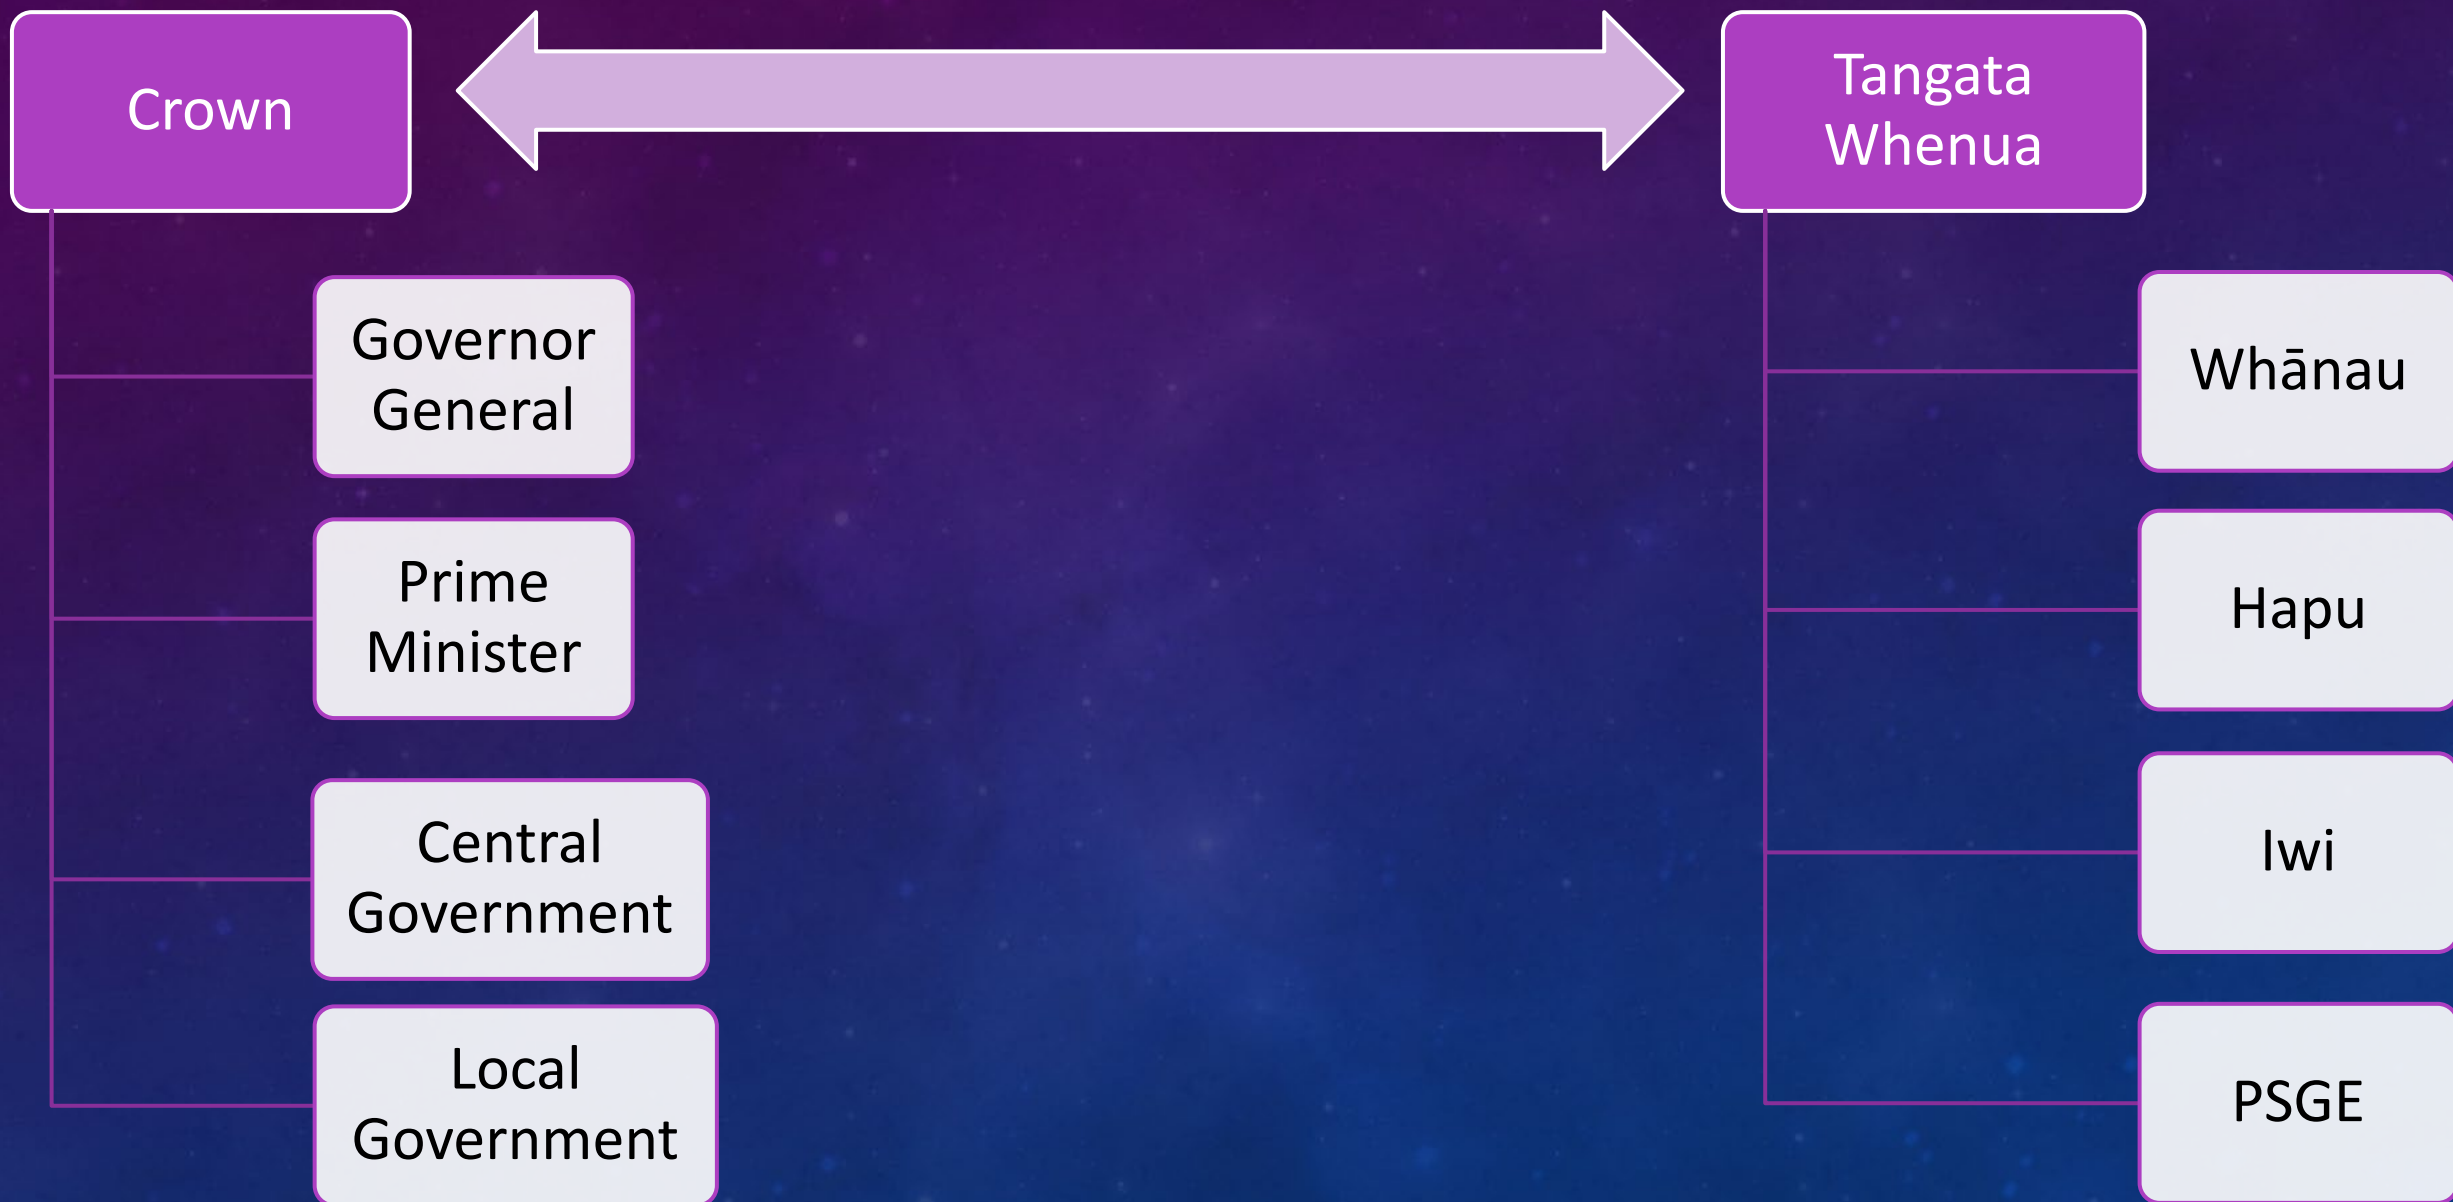 Crown
Tangata
Whenua
Governor
General
Prime
Minister
Central
Government
Local
Government
Whānau
Hapu
Iwi
PSGE